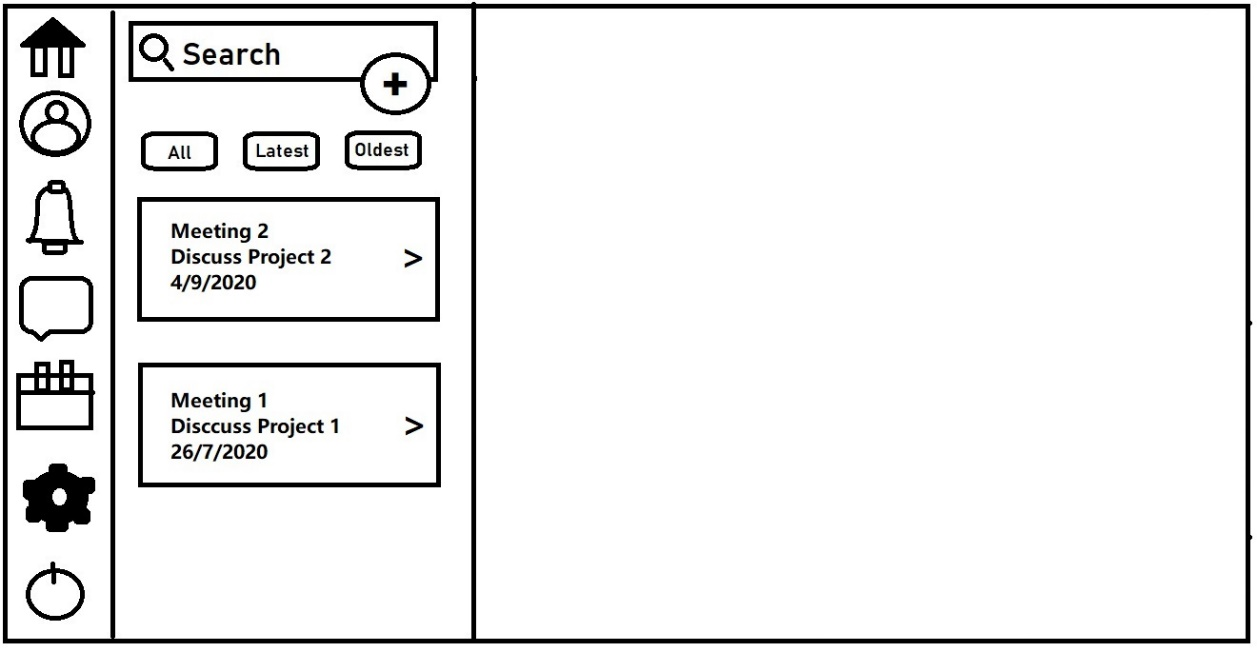 Search
+
All
Latest
Oldest
Meeting 2
Discuss Project 2
4/9/2020
>
Meeting 1
Disccuss Project 1
26/7/2020
>